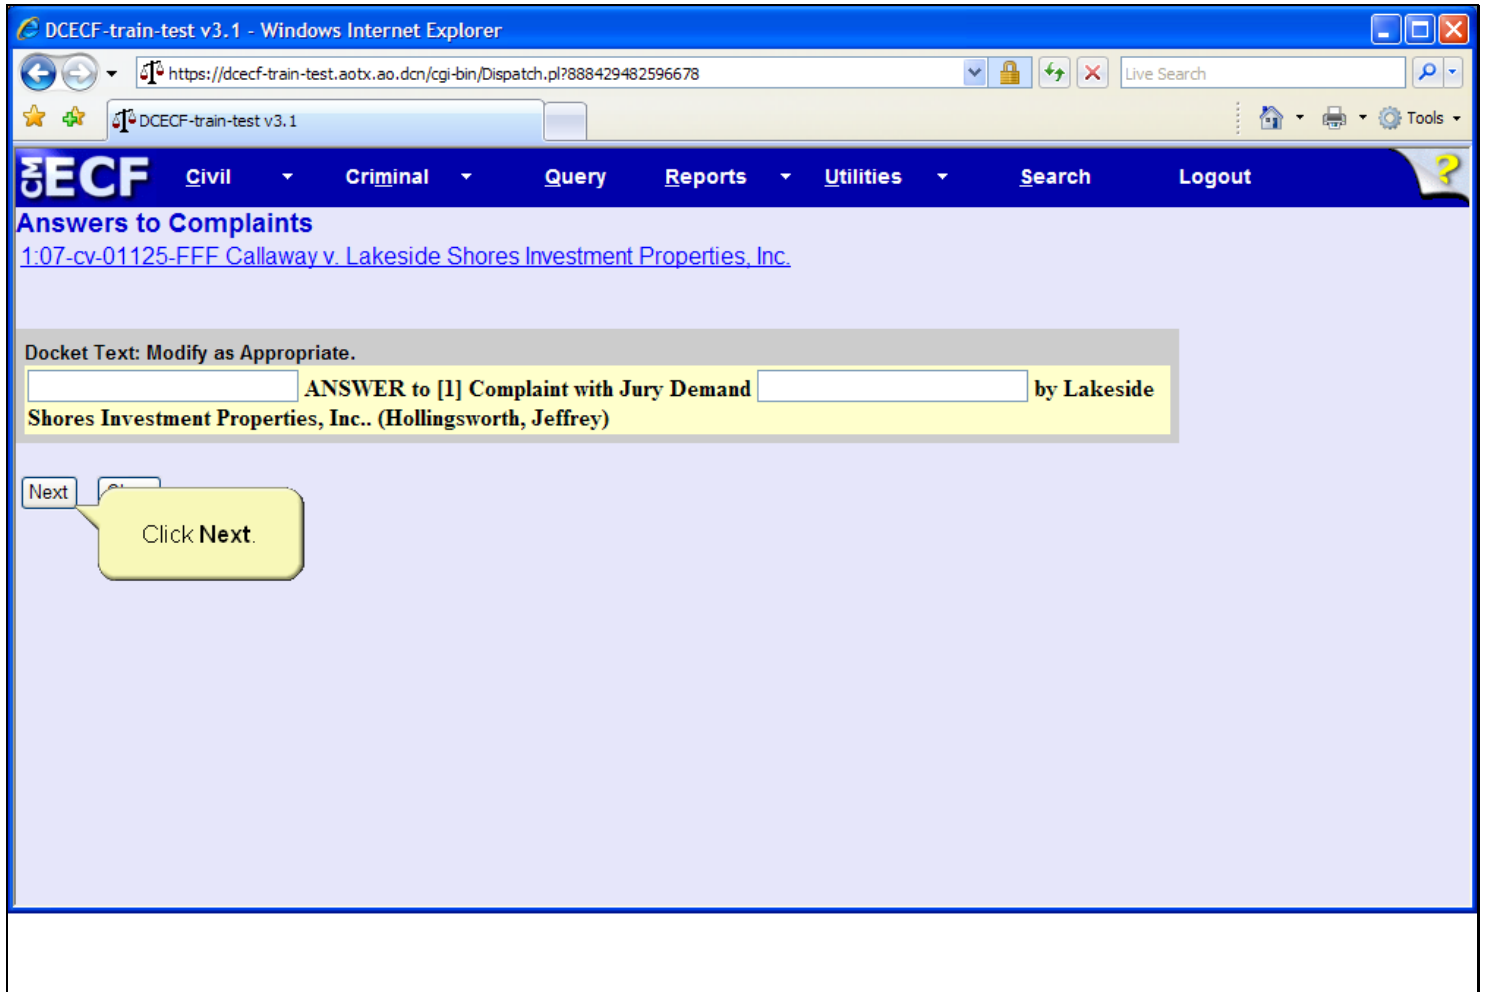 DCECF-train-test v3.1 - Windows Internet Explorer
https://dcecf-train-test.aotx.ao.dcn/cgi-bin/Dispatch.pl?888429482596678 Live Search
DCECF-train-test v3.1 Tools
CM ECF Civil Criminal Query Reports Utilities Search Logout ?
Answers to Complaints
1:07-cv-01125-FFF Callaway v. Lakeside Shores Investment Properties, Inc.
Docket Text: Modify as Appropriate.
ANSWER to [1] Complaint with Jury Demand by Lakeside
Shores Investment Properties, Inc.. (Hollingsworth, Jeffrey)
Next
Click Next.